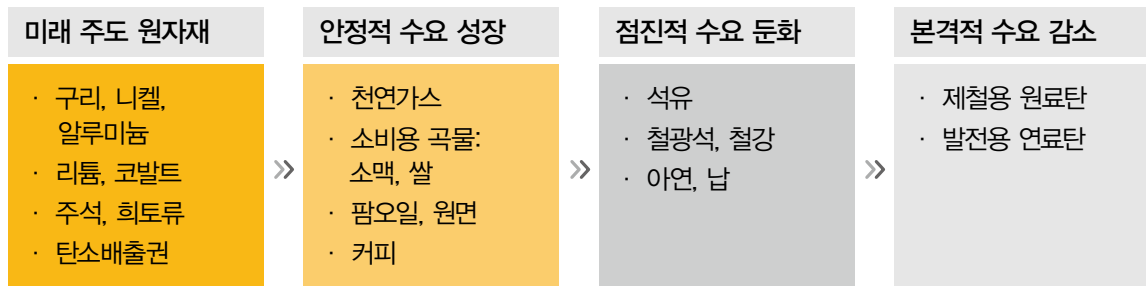 미래 주도 원자재
· 구리, 니켈,
알루미늄
· 리튬, 코발트
· 주석, 희토류
· 탄소배출권
안정적 수요 성장
· 천연가스
· 소비용 곡물:
소맥, 쌀
· 팜오일, 원면
· 커피
점진적 수요 둔화
· 석유
· 철광석, 철강
· 아연, 납
본격적 수요 감소
· 제철용 원료탄
· 발전용 연료탄